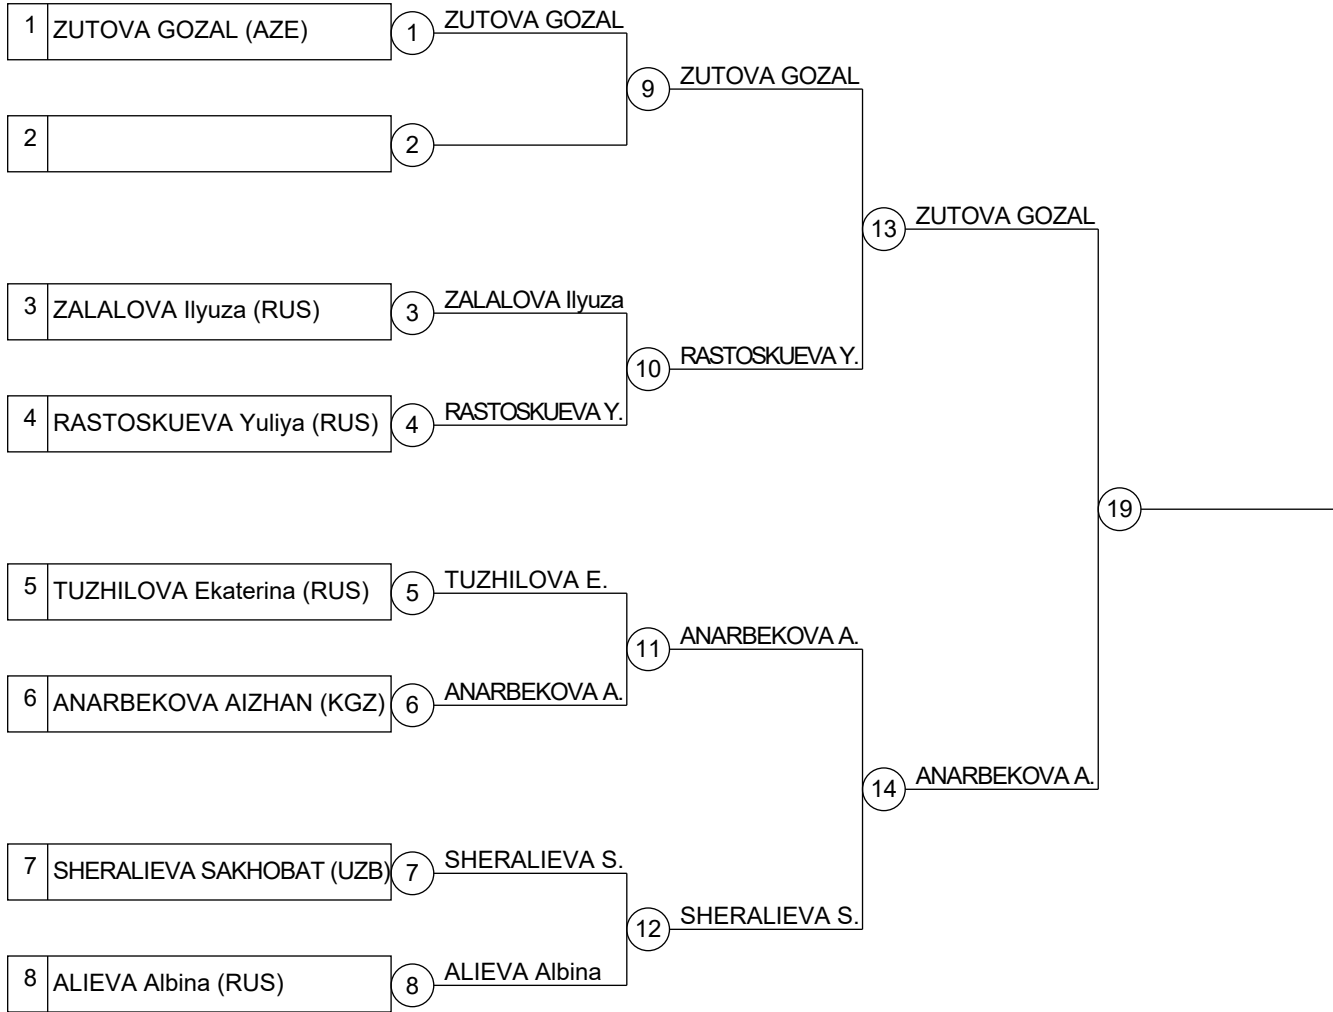 1 ZUTOVA GOZAL (AZE) 1 ZUTOVA GOZAL
9 ZUTOVA GOZAL
2 2
13 ZUTOVA GOZAL
3 ZALALOVA Ilyuza (RUS) 3 ZALALOVA Ilyuza
10 RASTOSKUEVA Y.
4 RASTOSKUEVA Yuliya (RUS) 4 RASTOSKUEVA Y.
19
5 TUZHILOVA Ekaterina (RUS) 5 TUZHILOVA E.
11 ANARBEKOVA A.
6 ANARBEKOVA AIZHAN (KGZ) 6 ANARBEKOVA A.
14 ANARBEKOVA A.
7 SHERALIEVA SAKHOBAT (UZB) 7 SHERALIEVA S.
12 SHERALIEVA S.
8 ALIEVA Albina (RUS) 8 ALIEVA Albina